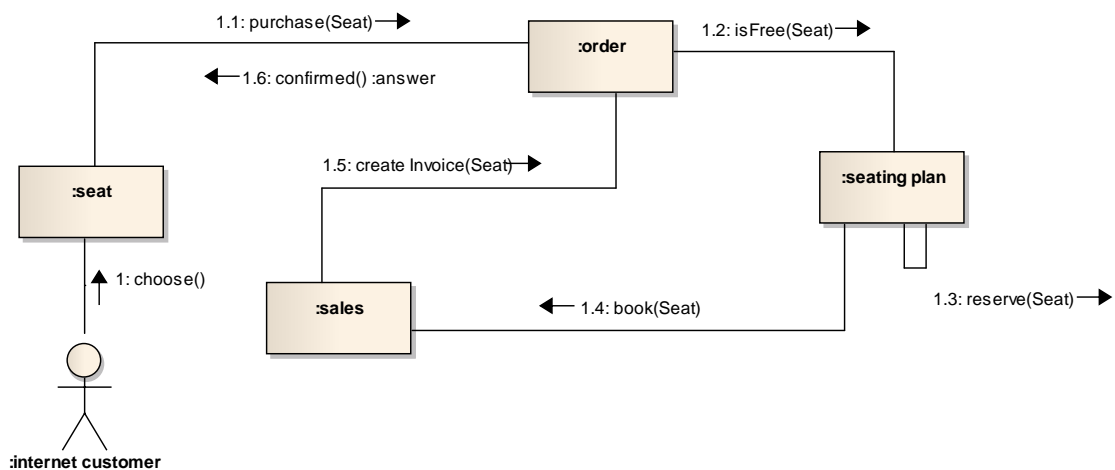 1.1: purchase(Seat)
:order
1.2: isFree(Seat)
1.6: confirmed() :answer
1.5: create Invoice(Seat)
:seat
:seating plan
1: choose()
:sales
1.4: book(Seat)
1.3: reserve(Seat)
:internet customer